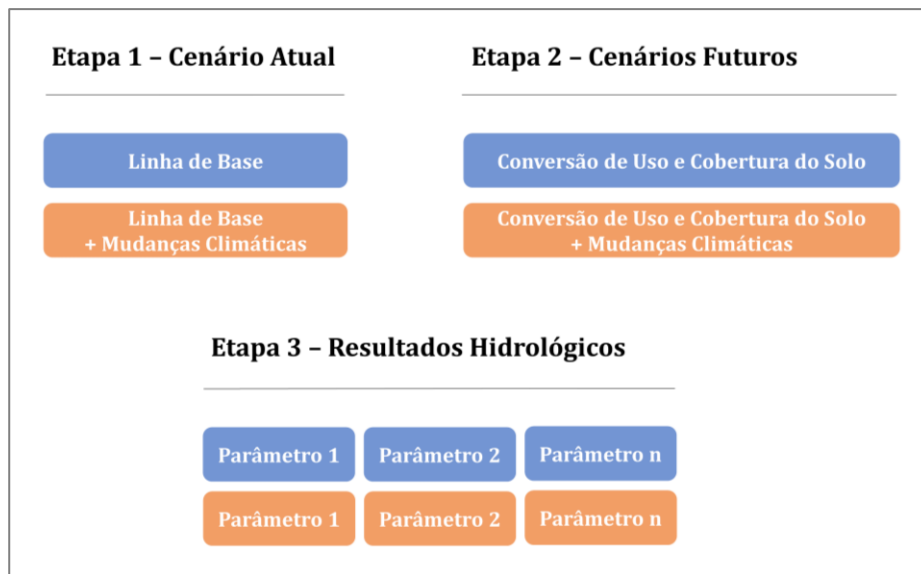 Etapa 1 – Cenário Atual
Linha de Base
Linha de Base
+ Mudanças Climáticas
Etapa 2 – Cenários Futuros
Conversão de Uso e Cobertura do Solo
Conversão de Uso e Cobertura do Solo
+ Mudanças Climáticas
Etapa 3 – Resultados Hidrológicos
Parâmetro 1
Parâmetro 2
Parâmetro n
Parâmetro 1
Parâmetro 2
Parâmetro n